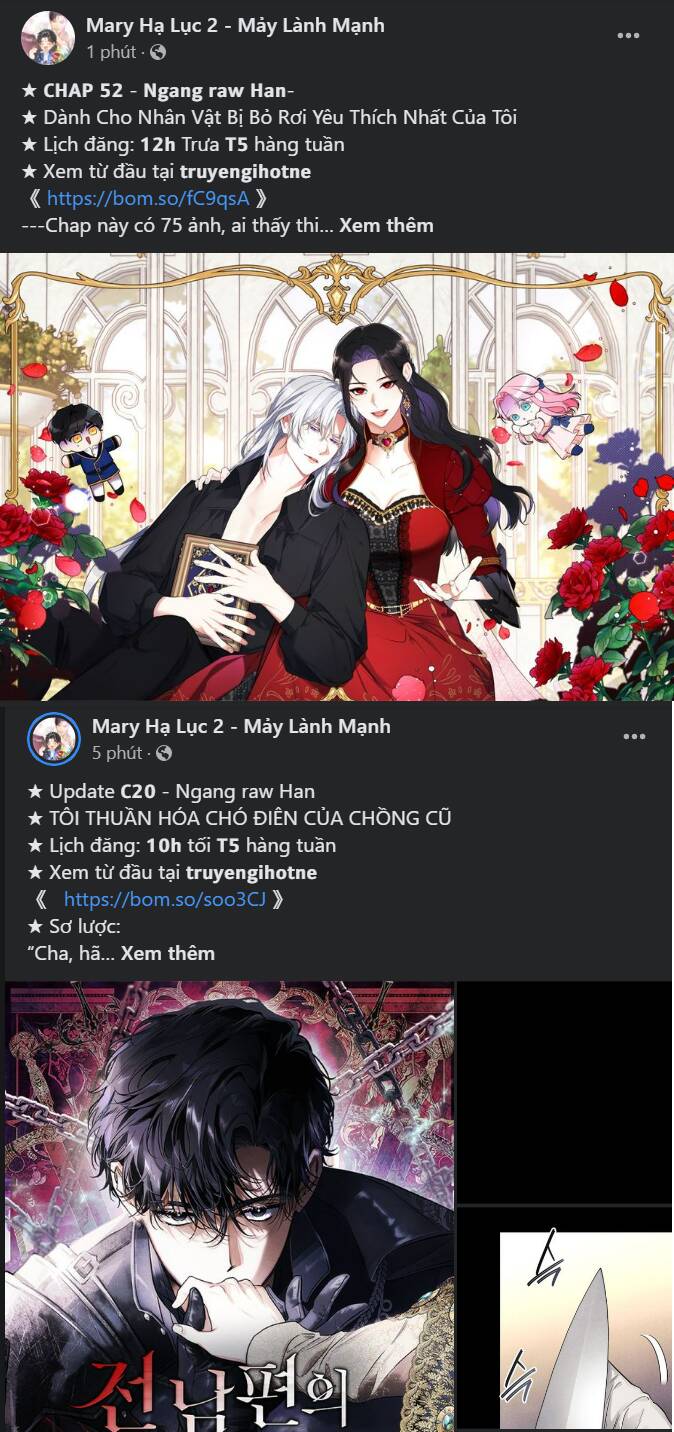 Mary Hạ Lục 2 - Mảy Lành Mạnh
1 phút ·
★ CHAP 52 - Ngang raw Han-
★ Dành Cho Nhân Vật Bị Bỏ Rơi Yêu Thích Nhất Của Tôi
★ Lịch đăng: 12h Trưa T5 hàng tuần
★ Xem từ đầu tại truyengihotne
《 https://bom.so/fC9qsA 》
---Chap này có 75 ảnh, ai thấy thi... Xem thêm
Mary Hạ Lục 2 - Mảy Lành Mạnh
5 phút ·
★ Update C20 - Ngang raw Han
★ TÔI THUẦN HÓA CHÓ ĐIÊN CỦA CHỒNG CŨ
★ Lịch đăng: 10h tối T5 hàng tuần
★ Xem từ đầu tại truyengihotne
《 https://bom.so/soo3CJ 》
★ Sơ lược:
“Cha, hã... Xem thêm
전남편의